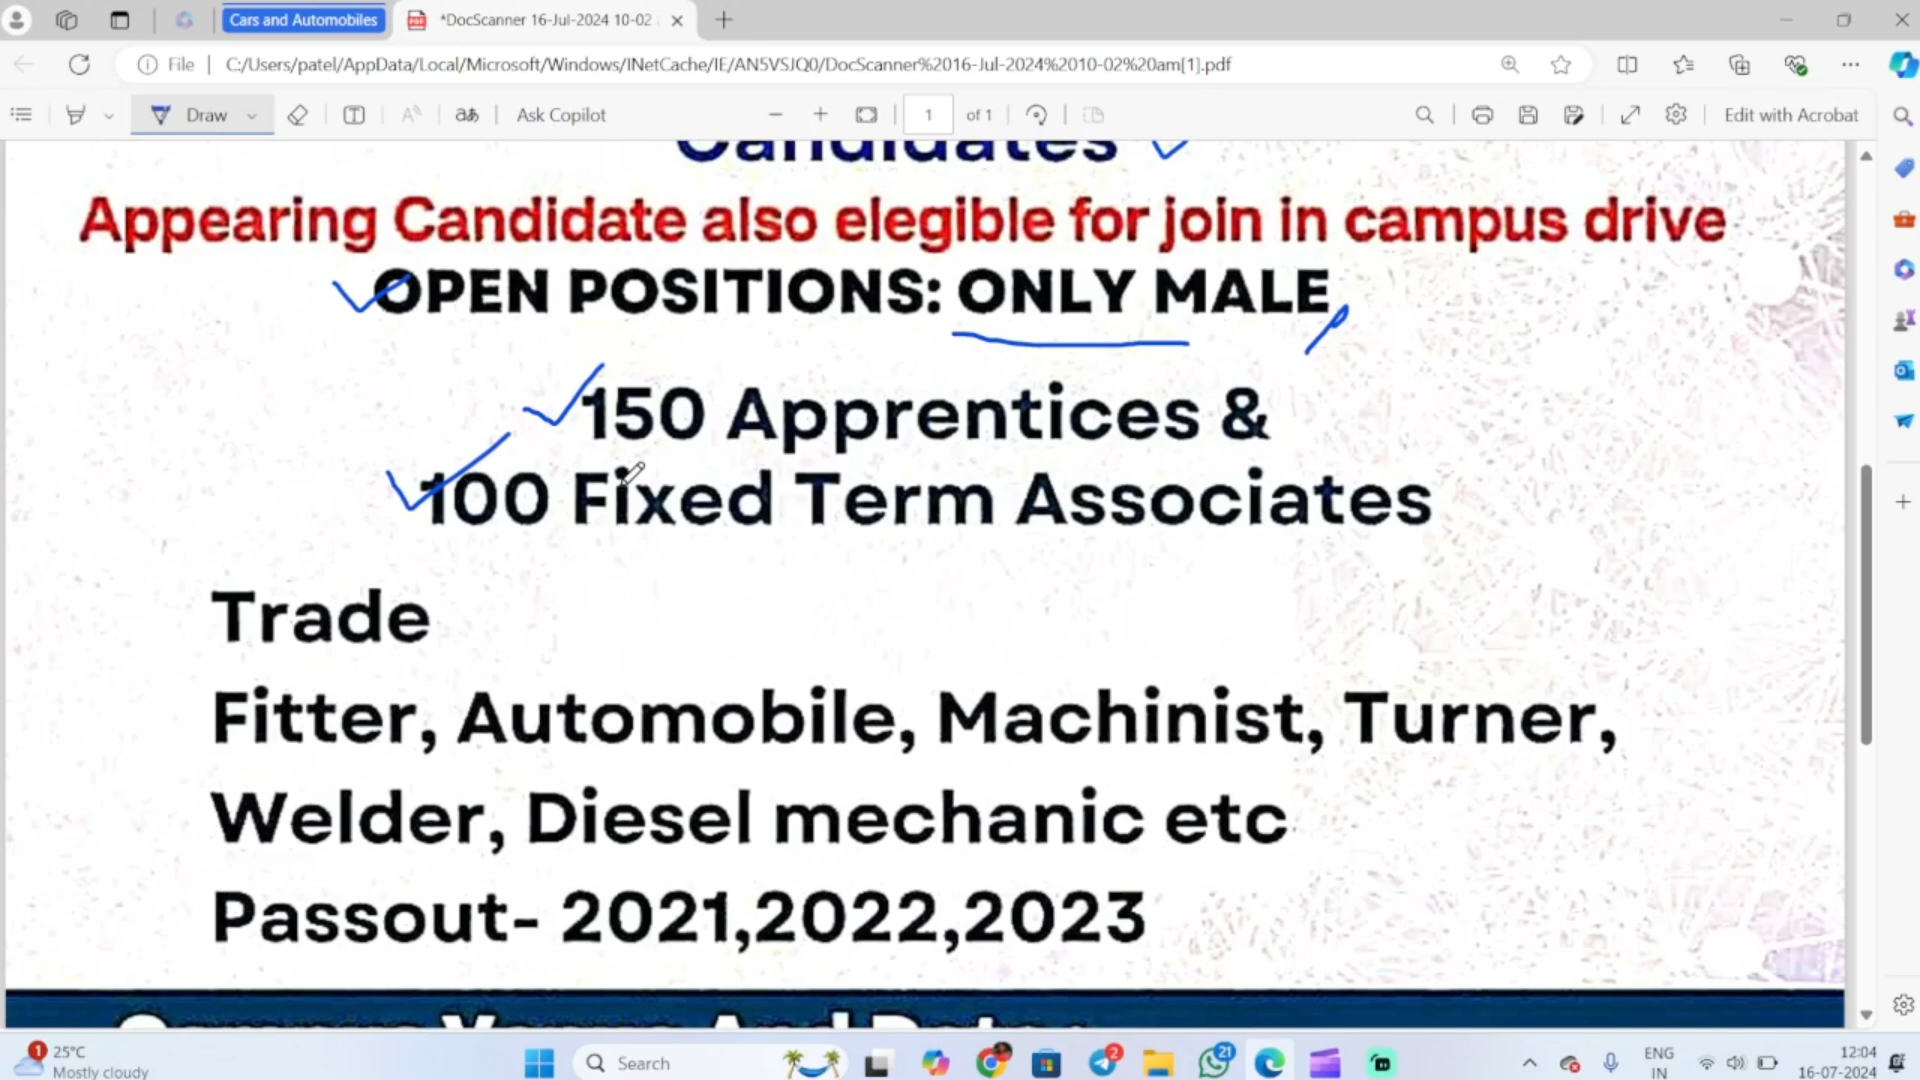 Cars and Automobiles
*DocScanner 16-Jul-2024 10-02
File
C:/Users/patel/AppData/Local/Microsoft/Windows/INetCache/IE/AN5VSJQ0/DocScanner%2016-Jul-2024%2010-02%20am[1].pdf
Draw
Ask Copilot
1 of 1
Edit with Acrobat
Candidates
Appearing Candidate also elegible for join in campus drive
OPEN POSITIONS: ONLY MALE
150 Apprentices &
100 Fixed Term Associates
Trade
Fitter, Automobile, Machinist, Turner,
Welder, Diesel mechanic etc
Passout- 2021,2022,2023
1
25°C
Mostly cloudy
Search
2
21
ENG
IN
12:04
16-07-2024